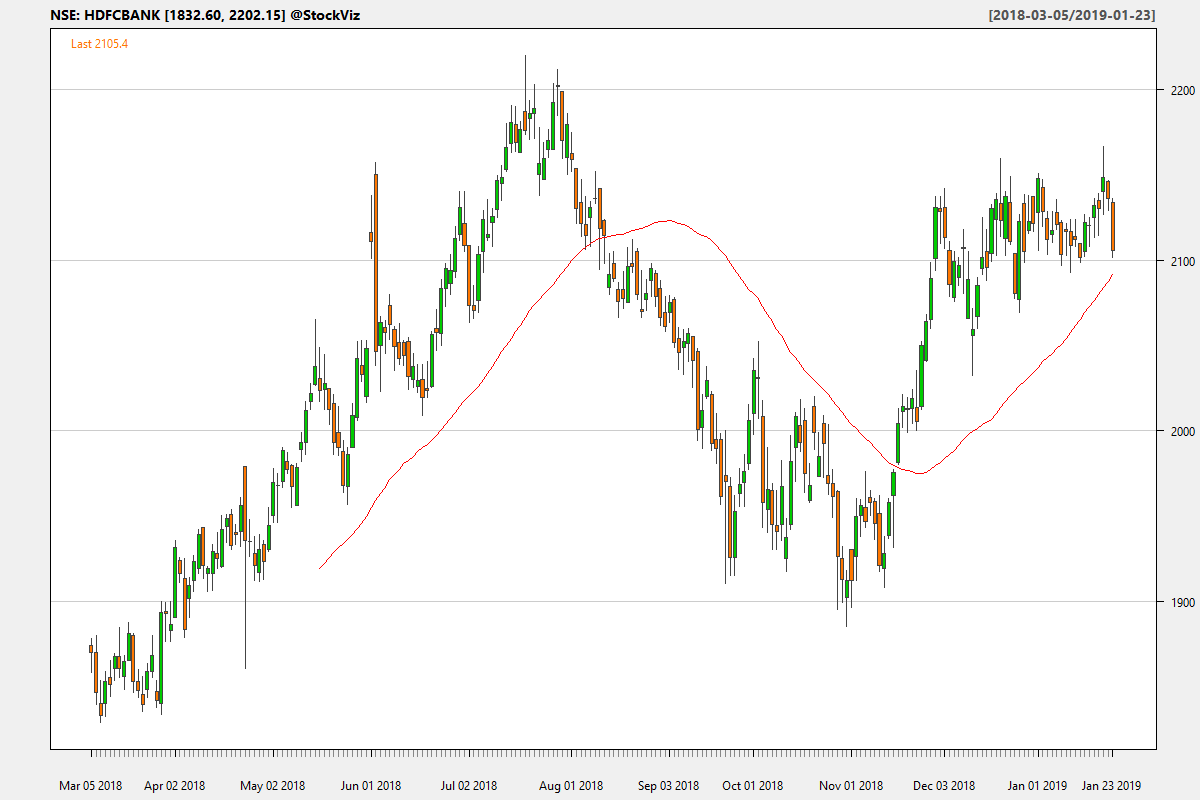 NSE: HDFCBANK [1832.60, 2202.15] @StockViz [2018-03-05/2019-01-23]
Last 2105.4
2200
2100
2000
1900
Mar 05 2018 Apr 02 2018 May 02 2018 Jun 01 2018 Jul 02 2018 Aug 01 2018 Sep 03 2018 Oct 01 2018 Nov 01 2018 Dec 03 2018 Jan 01 2019 Jan 23 2019